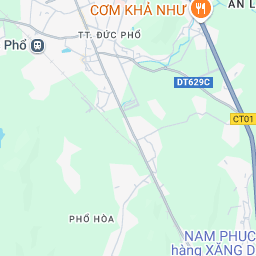 CƠM KHẢ NHƯ
AN L
TT. ĐỨC PHỔ
Phổ
DT629C
CT01
PHỔ HÒA
NAM PHUC
hàng XĂNG D